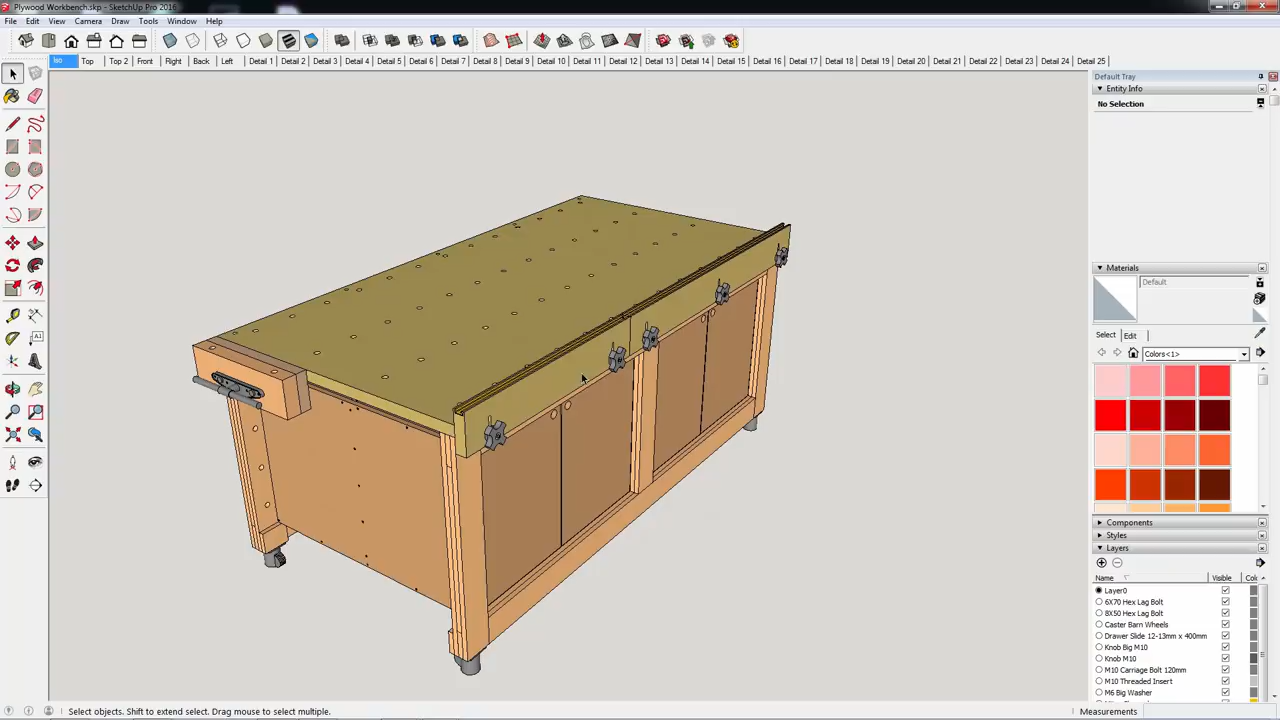 Plywood Workbench.skp - SketchUp Pro 2016
File Edit View Camera Draw Tools Window Help
Iso Top Top 2 Front Right Back Left Detail 1 Detail 2 Detail 3 Detail 4 Detail 5 Detail 6 Detail 7 Detail 8 Detail 9 Detail 10 Detail 11 Detail 12 Detail 13 Detail 14 Detail 15 Detail 16 Detail 17 Detail 18 Detail 19 Detail 20 Detail 21 Detail 22 Detail 23 Detail 24 Detail 25
Default Tray
Entity Info
No Selection
Materials
Default
Select Edit
Colors<1>
Components
Styles
Layers
Name Visible Col
Layer0
6X70 Hex Lag Bolt
8X50 Hex Lag Bolt
Caster Barn Wheels
Drawer Slide 12-13mm x 400mm
Knob Big M10
Knob M10
M10 Carriage Bolt 120mm
M10 Threaded Insert
M6 Big Washer
Select objects. Shift to extend select. Drag mouse to select multiple.
Measurements